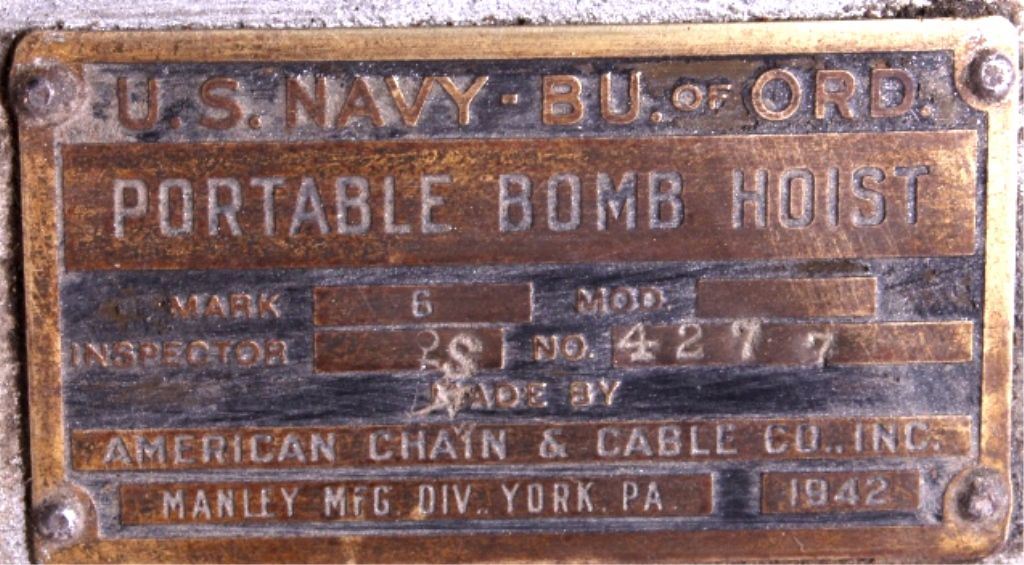 U.S. NAVY - BU. OF ORD.
PORTABLE BOMB HOIST
MARK 6 MOD.
INSPECTOR NO. 4277
MADE BY
AMERICAN CHAIN & CABLE CO., INC.
MANLEY MFG. DIV., YORK, PA.
1942